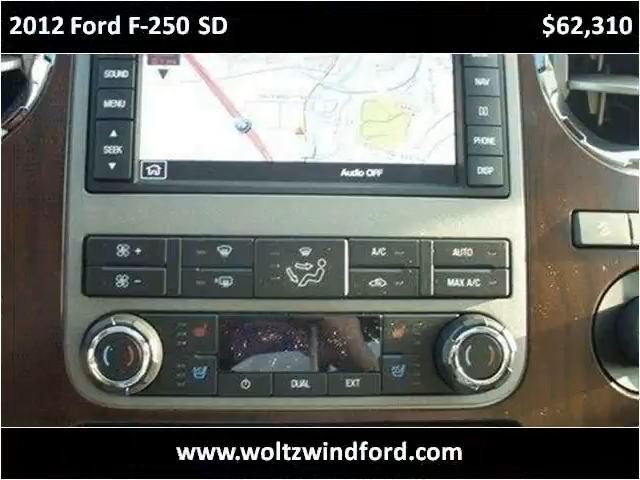 2012 Ford F-250 SD $62,310
SOUND
NAV
MENU
SEEK
PHONE
DISP
Audio OFF
+ A/C AUTO
- MAX A/C
DUAL EXT
www.woltzwindford.com